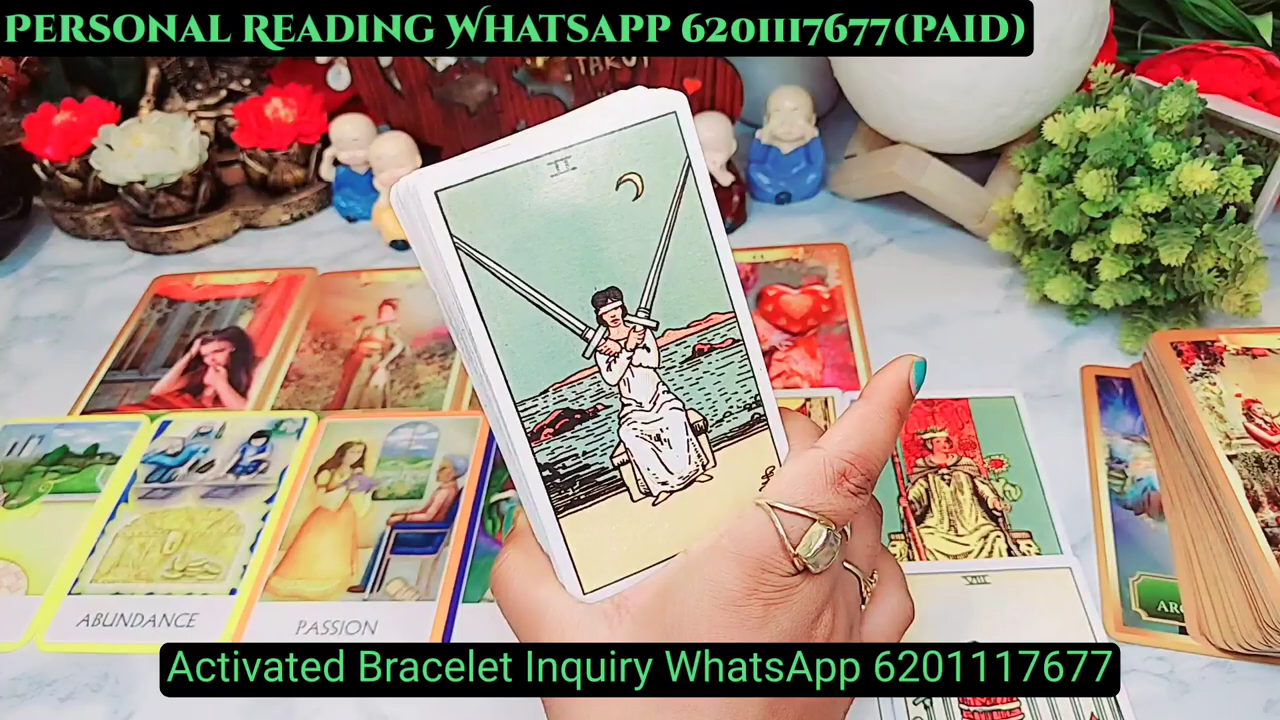 Personal Reading WhatsApp 6201117677(Paid)
TAROT
II
ABUNDANCE
PASSION
VIII
Activated Bracelet Inquiry WhatsApp 6201117677